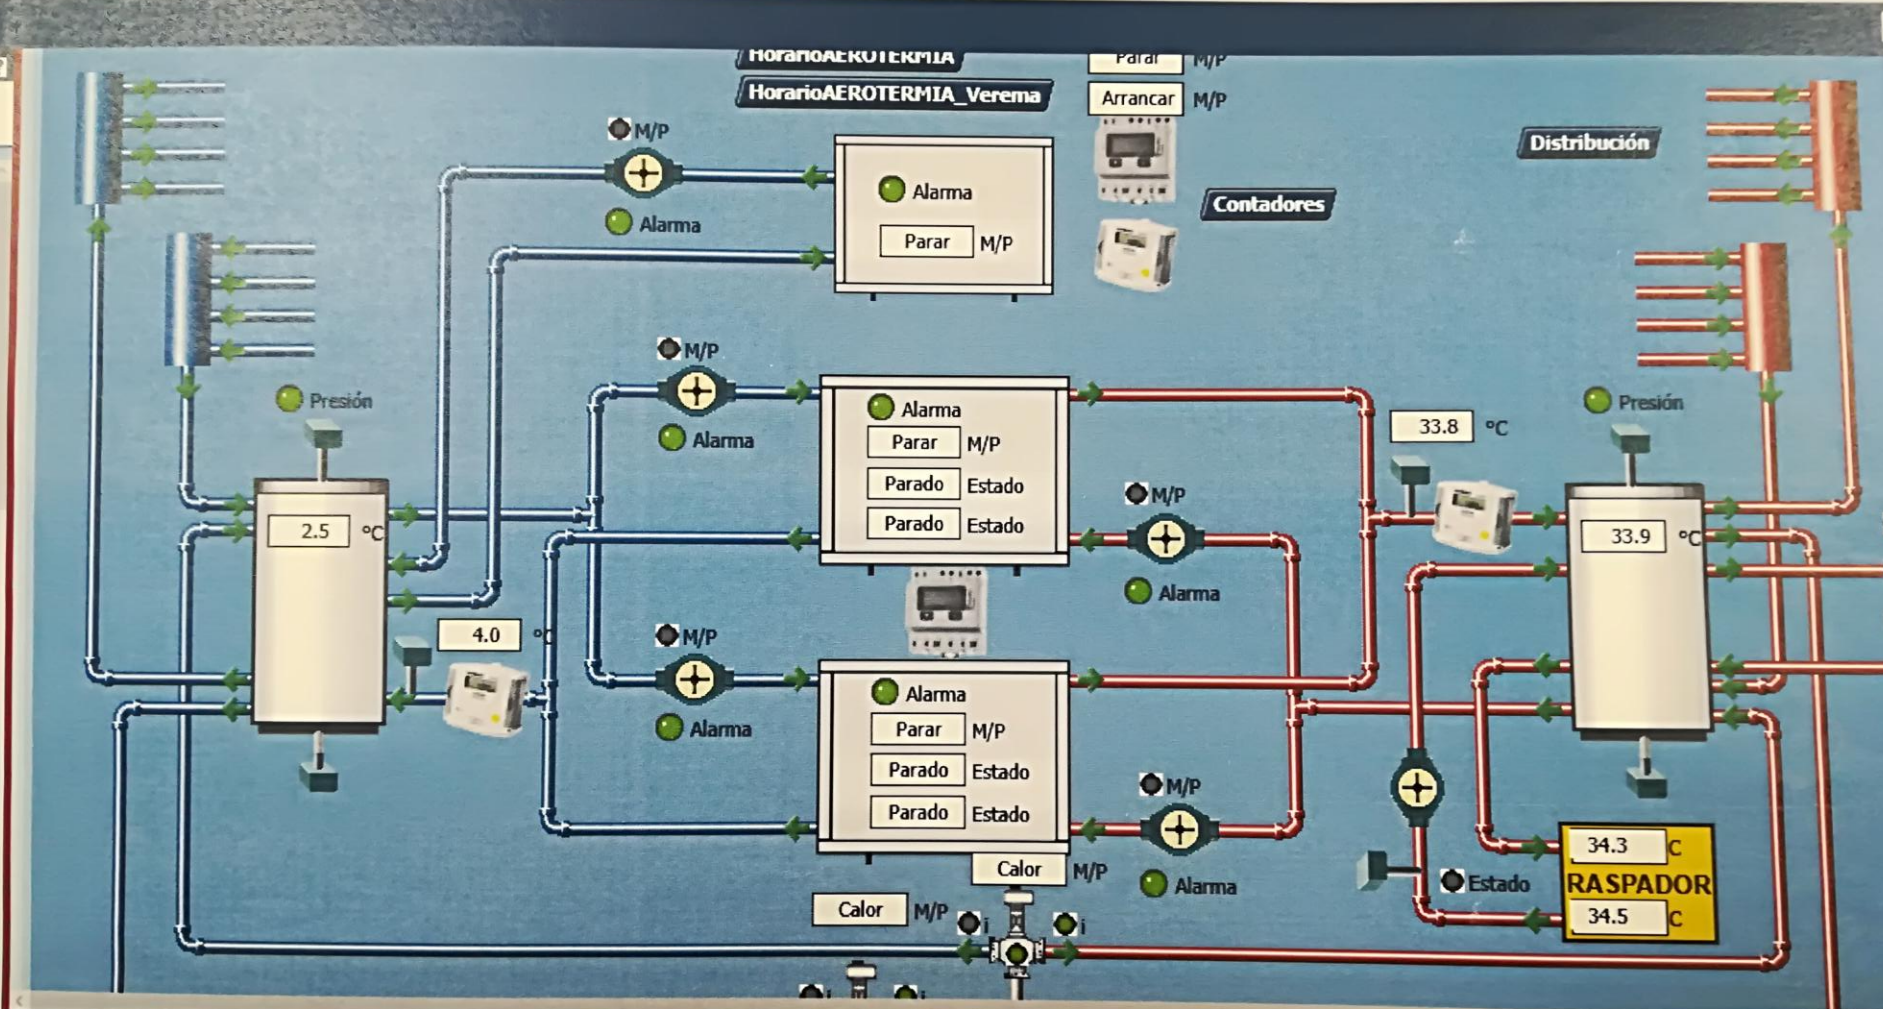 HorarioAEROTERMIA
Parar M/P
HorarioAEROTERMIA_Verema
Arrancar M/P
M/P
Distribución
Alarma
Alarma
Parar M/P
Contadores
M/P
Presión
Alarma
Alarma
Parar M/P
Parado Estado
Parado Estado
33.8 °C
Presión
M/P
2.5 °C
33.9 °C
Alarma
4.0 °C
M/P
Alarma
Alarma
Parar M/P
Parado Estado
Parado Estado
M/P
Alarma
Calor M/P
Calor M/P
i
i
Estado
34.3 C
RASPADOR
34.5 C
i
i